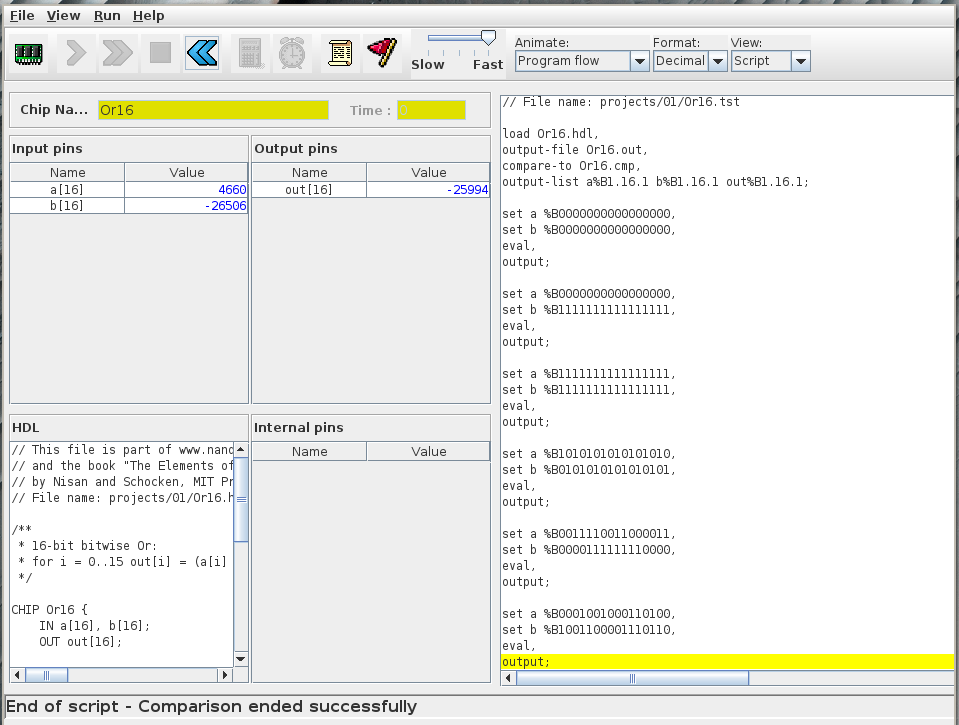 File View Run Help
Animate: Format: View:
Program flow Decimal Script
Slow Fast
Chip Na... Or16 Time : 0
Input pins
Name Value
a[16] 4660
b[16] -26506
Output pins
Name Value
out[16] -25994
HDL
// This file is part of www.nand
// and the book "The Elements of
// by Nisan and Schocken, MIT Pr
// File name: projects/01/Or16.h
/**
* 16-bit bitwise Or:
* for i = 0..15 out[i] = (a[i]
*/
CHIP Or16 {
IN a[16], b[16];
OUT out[16];
Internal pins
Name Value
// File name: projects/01/Or16.tst
load Or16.hdl,
output-file Or16.out,
compare-to Or16.cmp,
output-list a%B1.16.1 b%B1.16.1 out%B1.16.1;
set a %B0000000000000000,
set b %B0000000000000000,
eval,
output;
set a %B0000000000000000,
set b %B1111111111111111,
eval,
output;
set a %B1111111111111111,
set b %B1111111111111111,
eval,
output;
set a %B1010101010101010,
set b %B0101010101010101,
eval,
output;
set a %B0011110011000011,
set b %B0000111111110000,
eval,
output;
set a %B0001001000110100,
set b %B1001100001110110,
eval,
output;
End of script - Comparison ended successfully